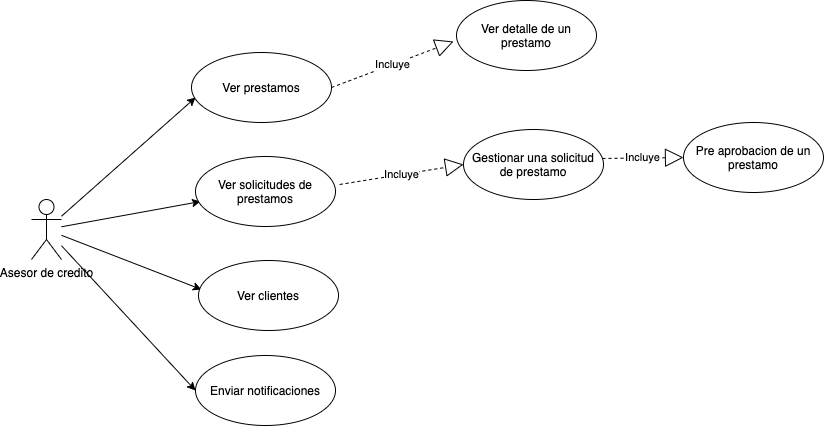 Ver detalle de un
prestamo
Incluye
Ver prestamos
Gestionar una solicitud
de prestamo
Incluye
Pre aprobacion de un
prestamo
Ver solicitudes de
prestamos
Incluye
Asesor de credito
Ver clientes
Enviar notificaciones